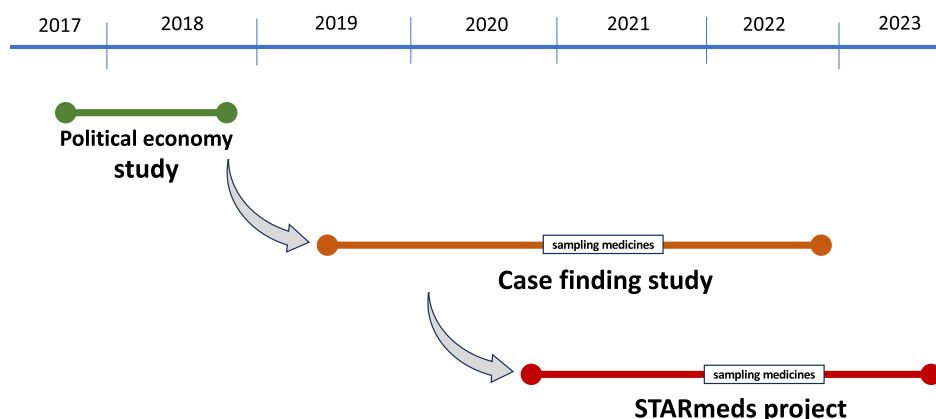 2017 2018 2019 2020 2021 2022 2023
Political economy
study
sampling medicines
Case finding study
sampling medicines
STARmeds project